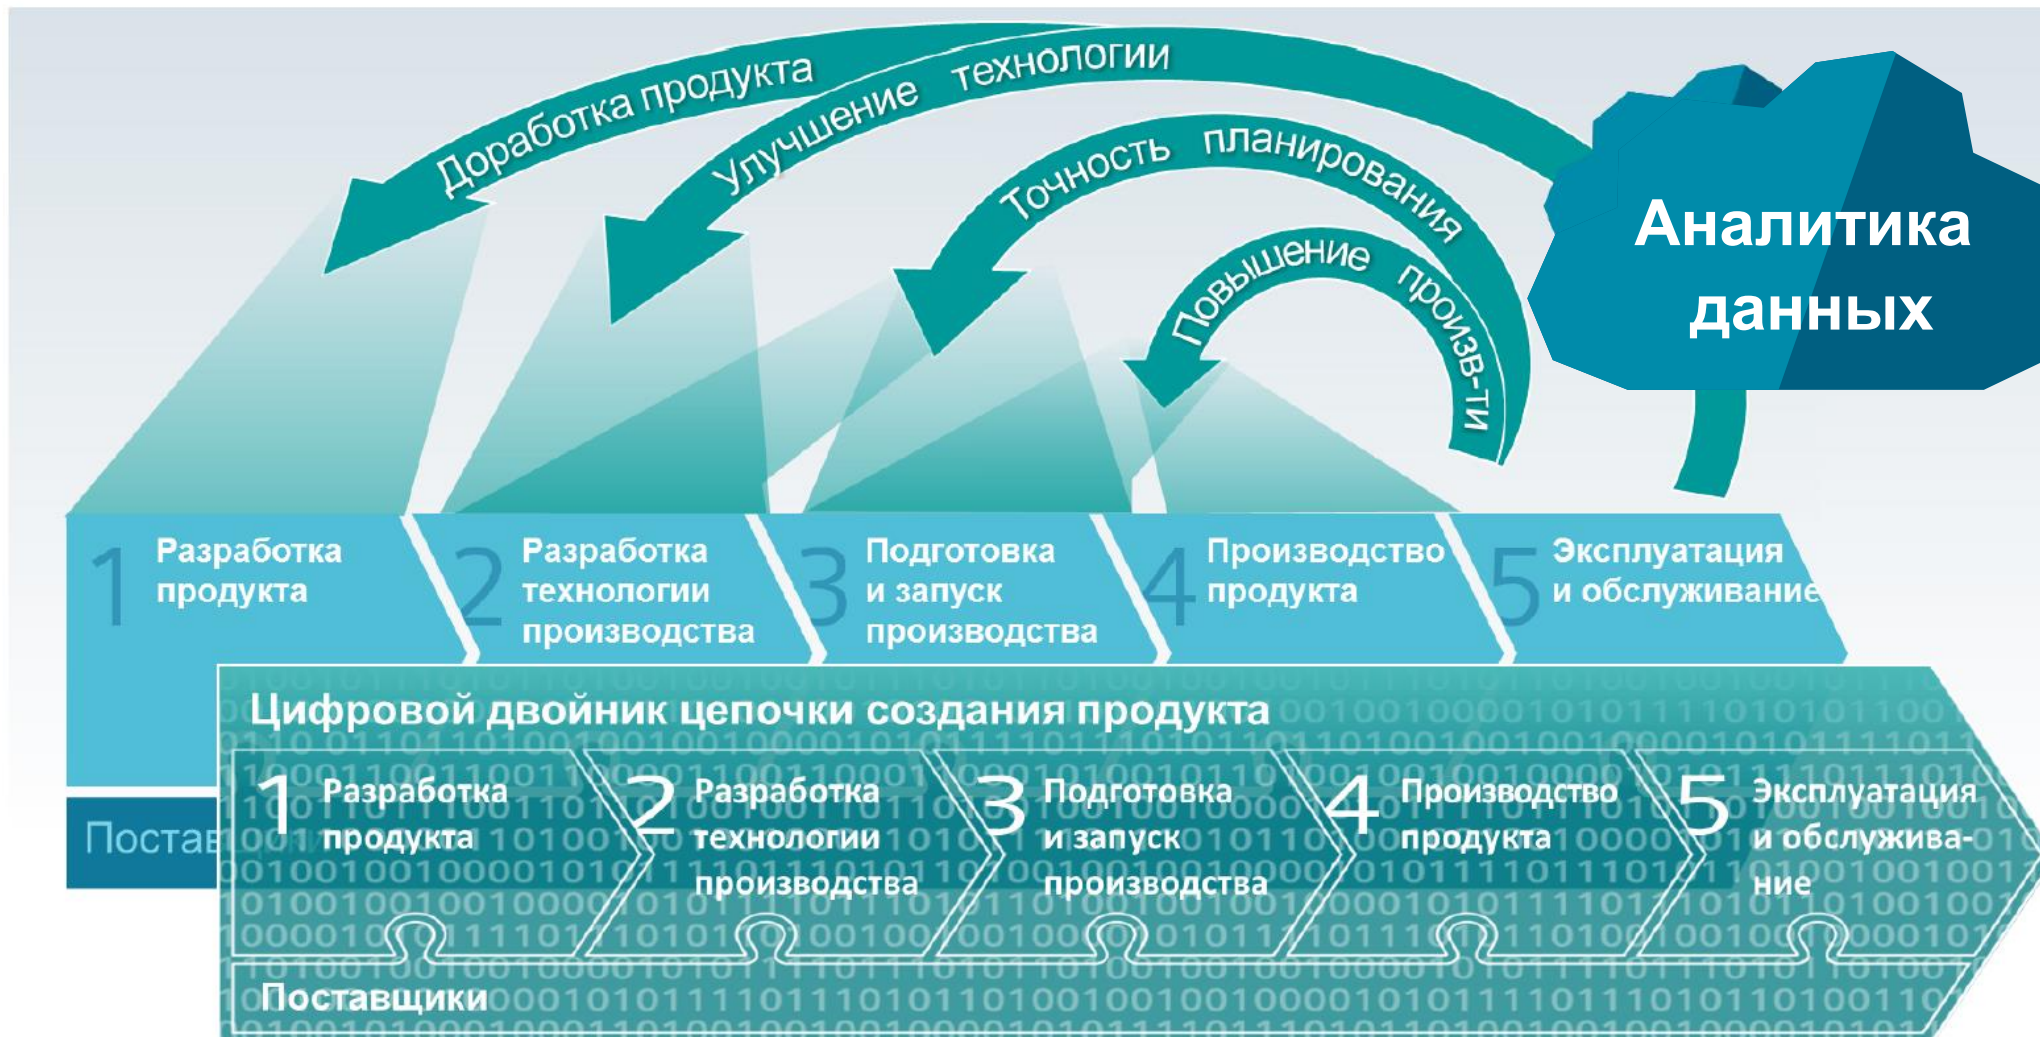 Доработка продукта
Улучшение технологии
Точность планирования
Повышение произв-ти
Аналитика
данных
1 Разработка
продукта
2 Разработка
технологии
производства
3 Подготовка
и запуск
производства
4 Производство
продукта
5 Эксплуатация
и обслуживание
Цифровой двойник цепочки создания продукта
1 Разработка
продукта
2 Разработка
технологии
производства
3 Подготовка
и запуск
производства
4 Производство
продукта
5 Эксплуатация
и обслужива-
ние
Поставщики